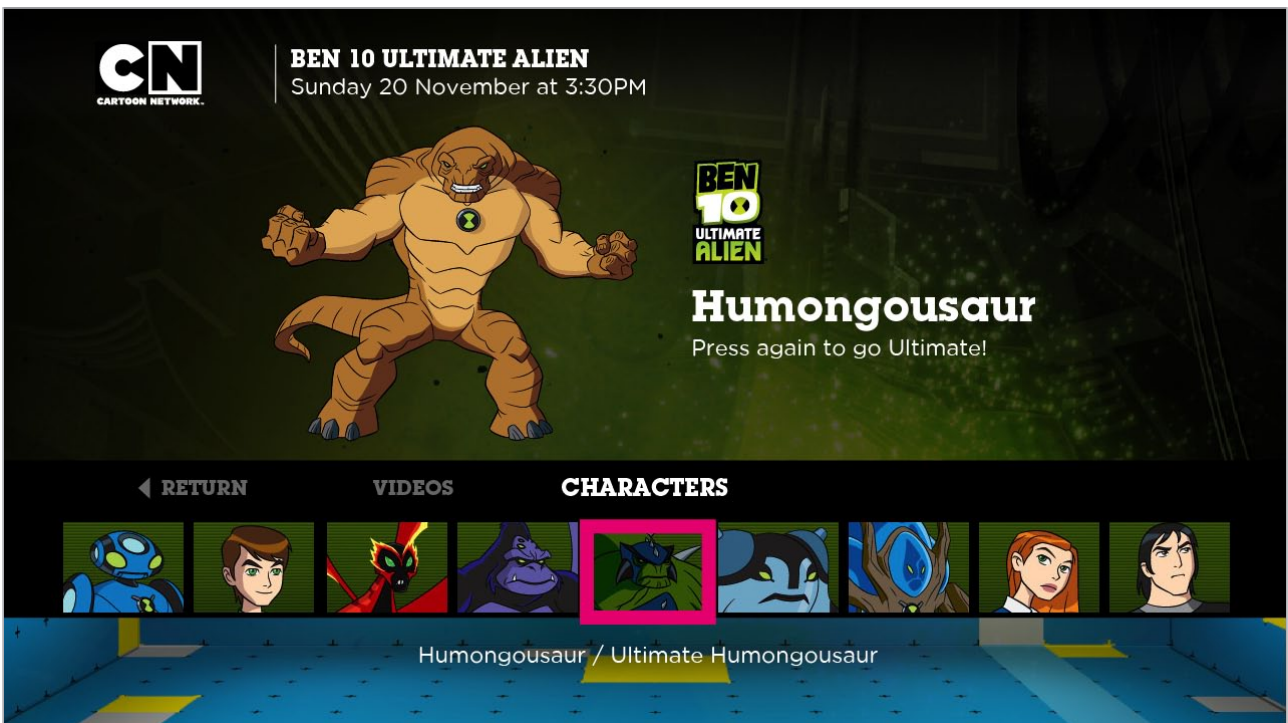 CN
CARTOON NETWORK.
BEN 10 ULTIMATE ALIEN
Sunday 20 November at 3:30PM
BEN
10
ULTIMATE
ALIEN
Humongousaur
Press again to go Ultimate!
RETURN VIDEOS CHARACTERS
Humongousaur / Ultimate Humongousaur